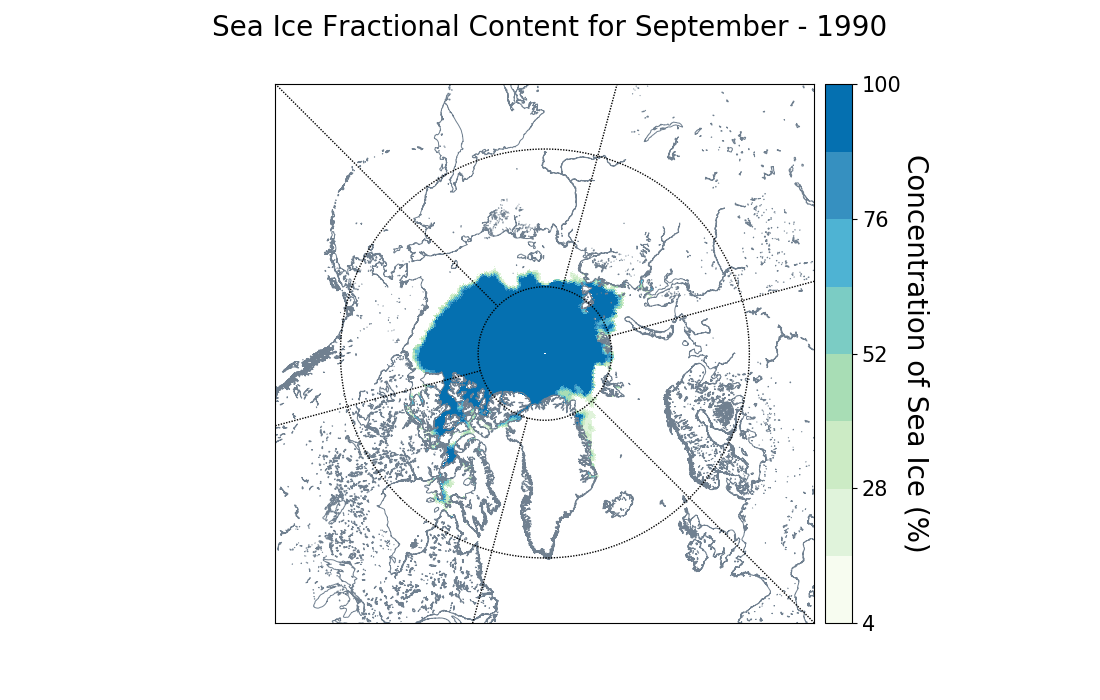 Sea Ice Fractional Content for September - 1990
100
76
52
28
4
Concentration of Sea Ice (%)